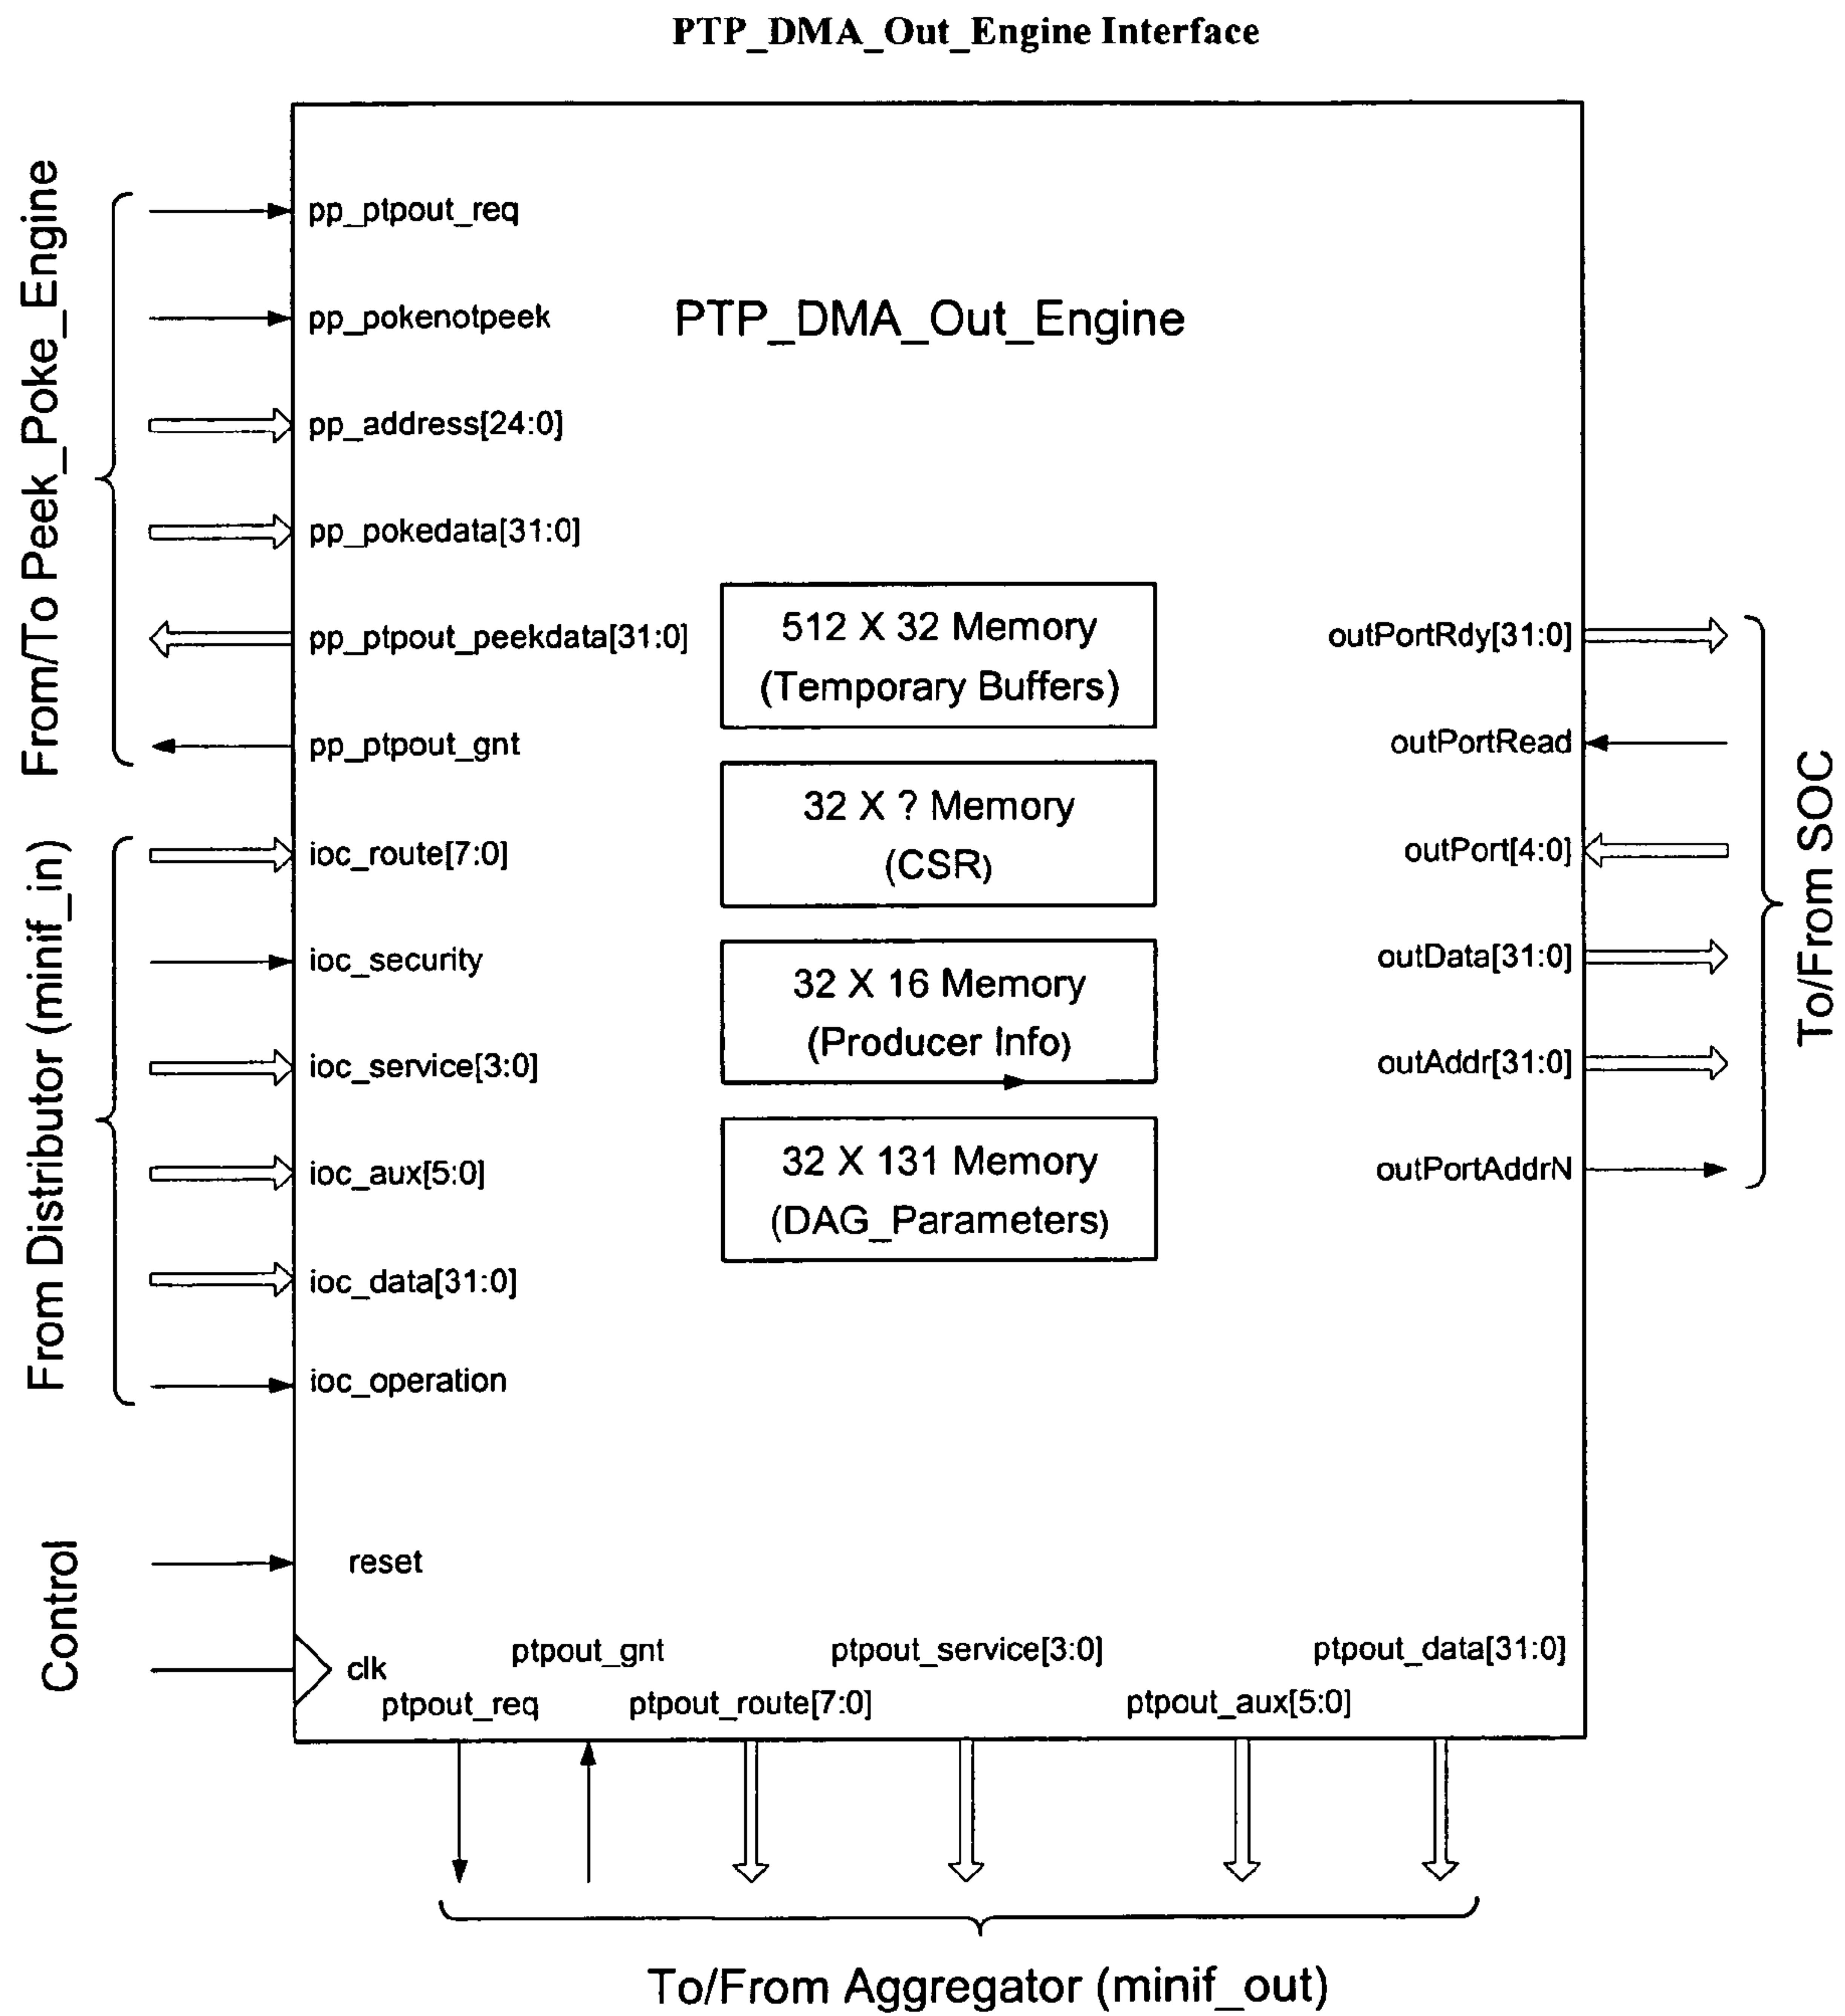 PTP_DMA_Out_Engine Interface
From/To Peek_Poke_Engine
pp_ptpout_req
pp_pokenotpeek
pp_address[24:0]
pp_pokedata[31:0]
pp_ptpout_peekdata[31:0]
pp_ptpout_gnt
From Distributor (minif_in)
ioc_route[7:0]
ioc_security
ioc_service[3:0]
ioc_aux[5:0]
ioc_data[31:0]
ioc_operation
Control
reset
clk
PTP_DMA_Out_Engine
512 X 32 Memory
(Temporary Buffers)
32 X ? Memory
(CSR)
32 X 16 Memory
(Producer Info)
32 X 131 Memory
(DAG_Parameters)
outPortRdy[31:0]
outPortRead
outPort[4:0]
outData[31:0]
outAddr[31:0]
outPortAddrN
To/From SOC
ptpout_gnt
ptpout_service[3:0]
ptpout_data[31:0]
ptpout_req
ptpout_route[7:0]
ptpout_aux[5:0]
To/From Aggregator (minif_out)